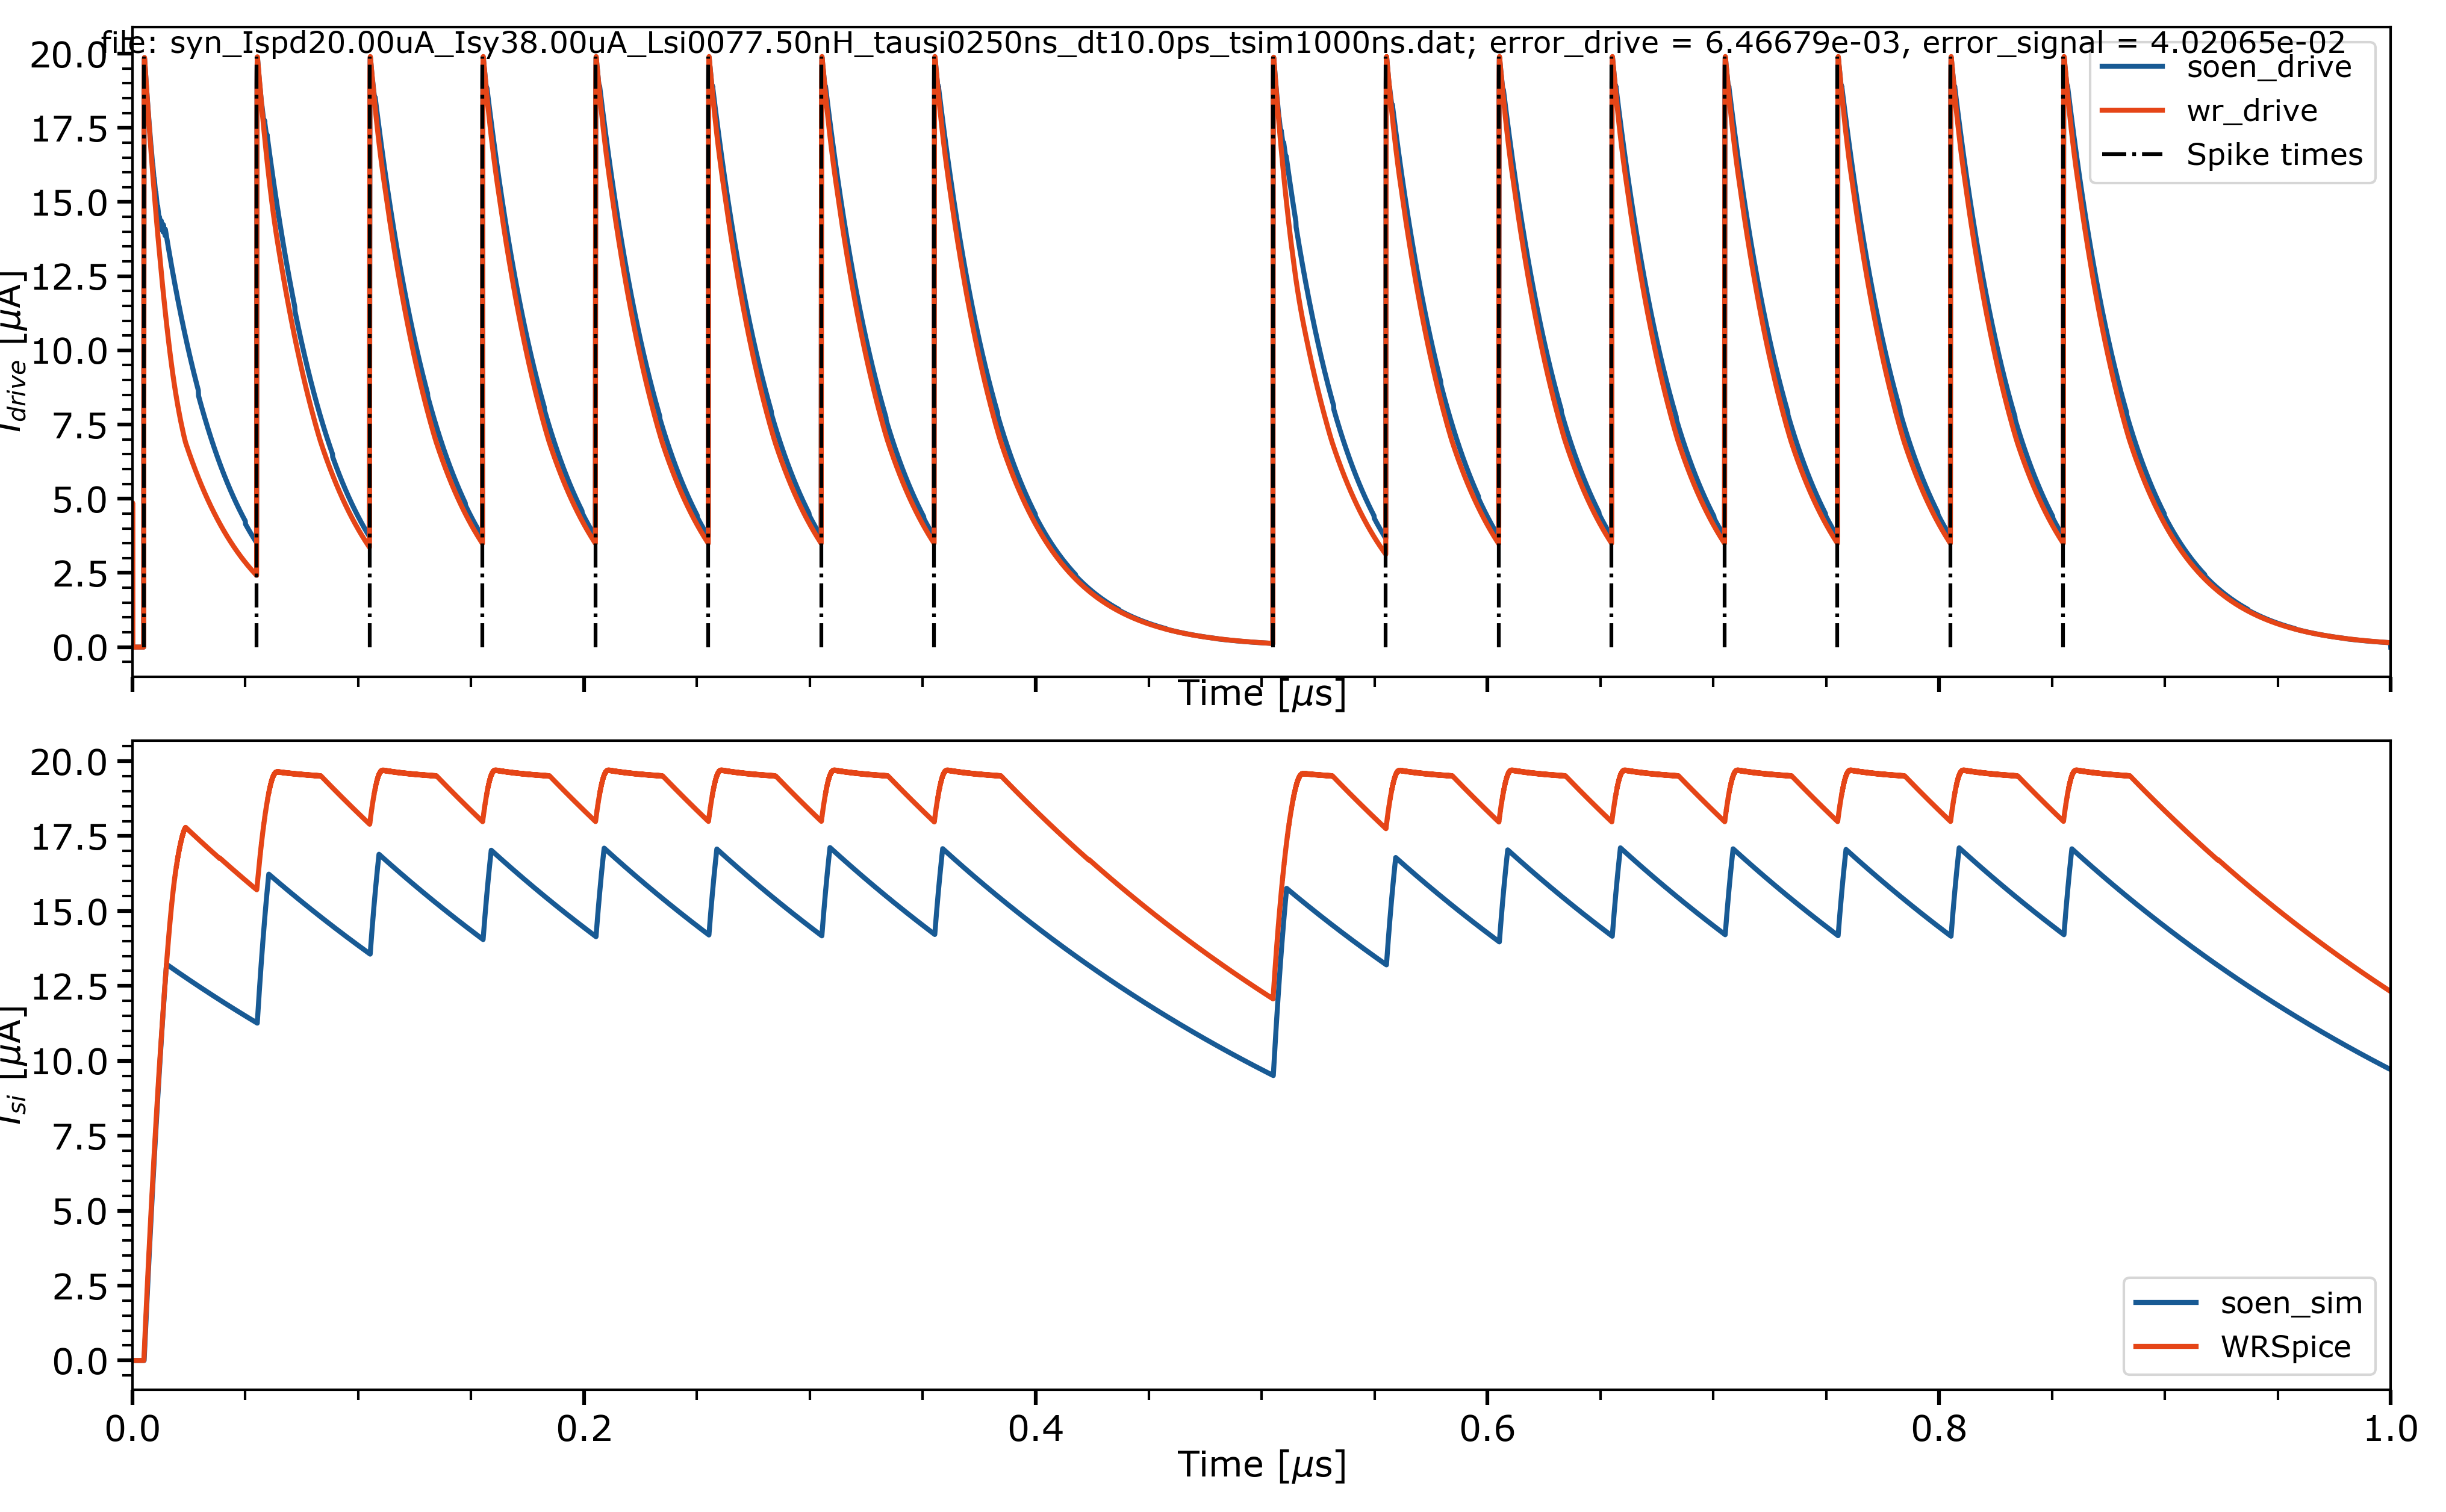 file: syn_Ispd20.00uA_Isy38.00uA_Lsi0077.50nH_tausi0250ns_dt10.0ps_tsim1000ns.dat; error_drive = 6.46679e-03, error_signal = 4.02065e-02
20.0
17.5
15.0
12.5
10.0
7.5
5.0
2.5
0.0
I_drive [μA]
soen_drive
wr_drive
Spike times
Time [μs]
20.0
17.5
15.0
12.5
10.0
7.5
5.0
2.5
0.0
I_si [μA]
soen_sim
WRSpice
0.0 0.2 0.4 0.6 0.8 1.0
Time [μs]